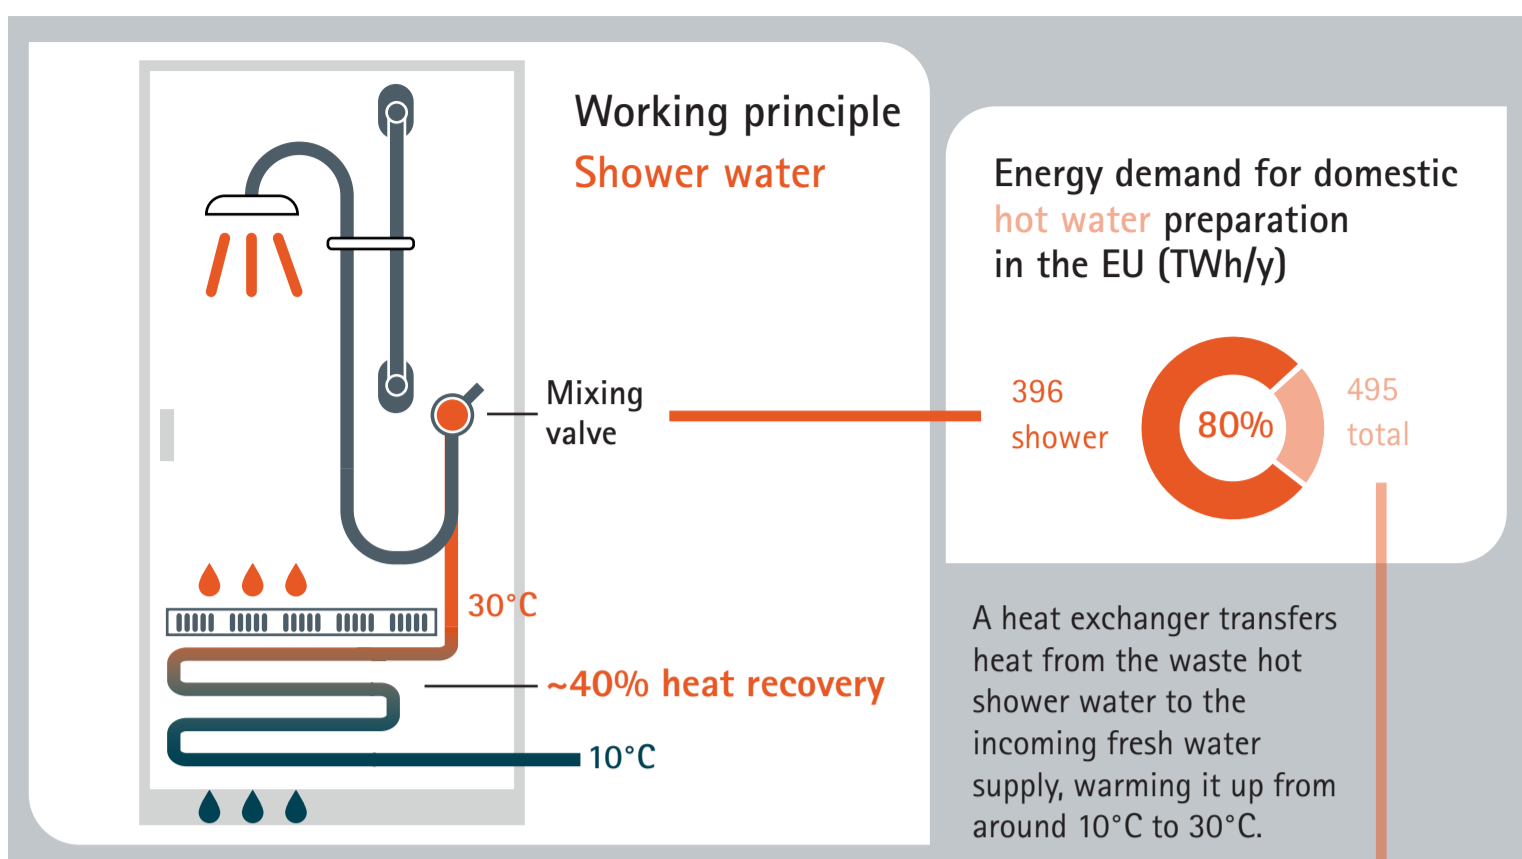 Working principle
Shower water
Mixing
valve
30°C
~40% heat recovery
10°C
Energy demand for domestic
hot water preparation
in the EU (TWh/y)
396
shower
80%
495
total
A heat exchanger transfers
heat from the waste hot
shower water to the
incoming fresh water
supply, warming it up from
around 10°C to 30°C.